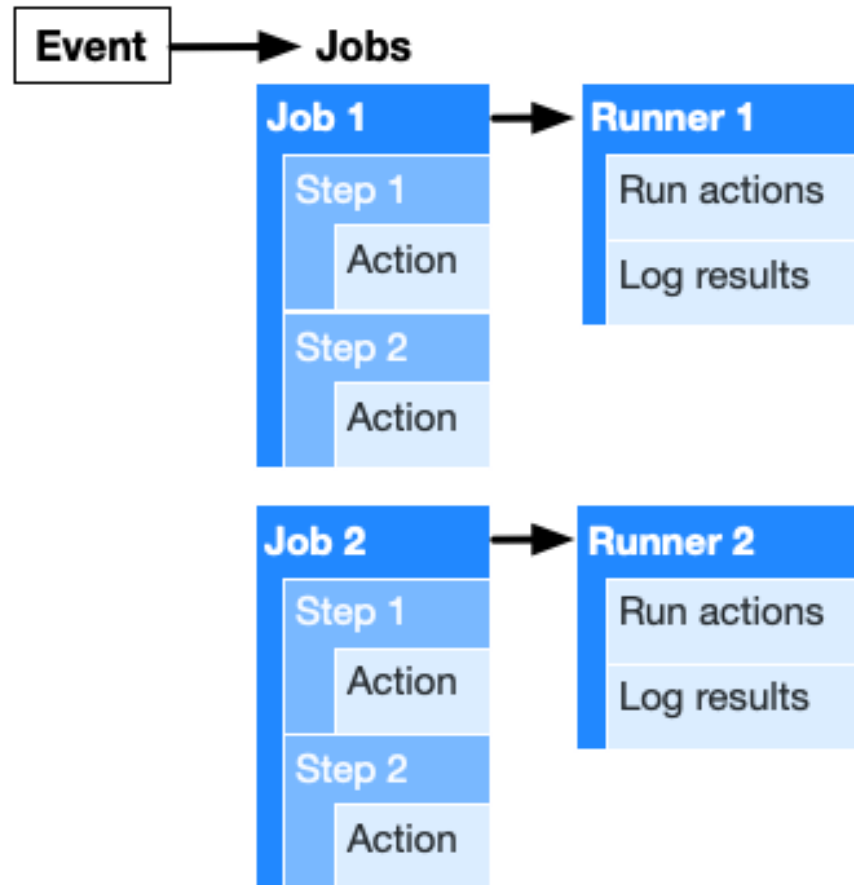 Event
Jobs
Job 1
Step 1
Action
Step 2
Action
Runner 1
Run actions
Log results
Job 2
Step 1
Action
Step 2
Action
Runner 2
Run actions
Log results